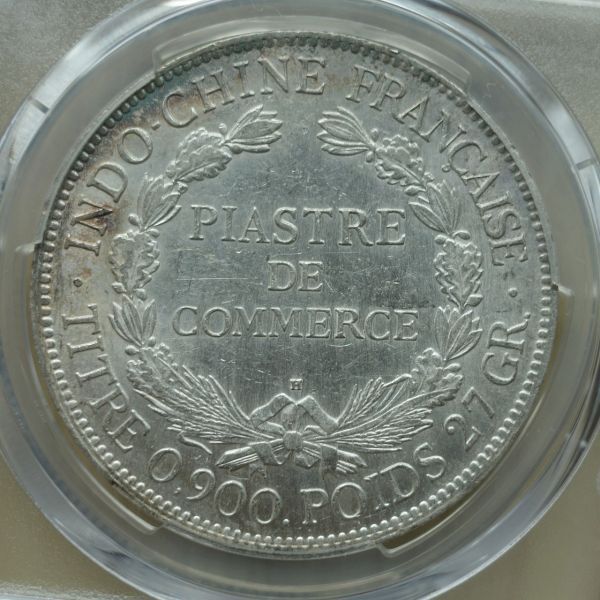 INDO-CHINE FRANÇAISE
PIASTRE
DE
COMMERCE
H
TITRE 0,900. POIDS 27 GR.